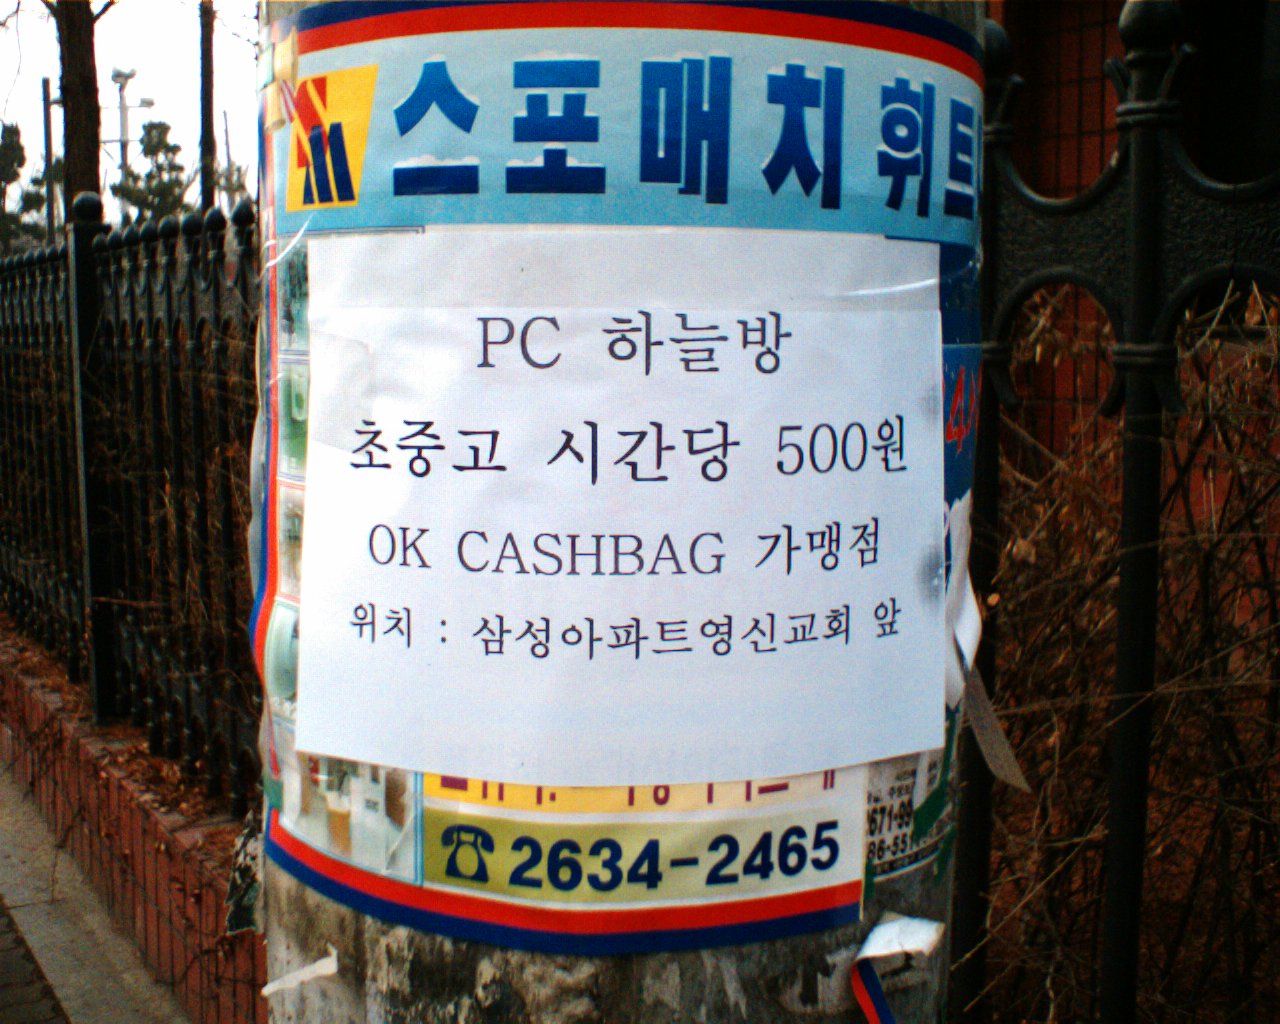 스포매치 휘트
PC 하늘방
초중고 시간당 500원
OK CASHBAG 가맹점
위치 : 삼성아파트영신교회 앞
2634-2465